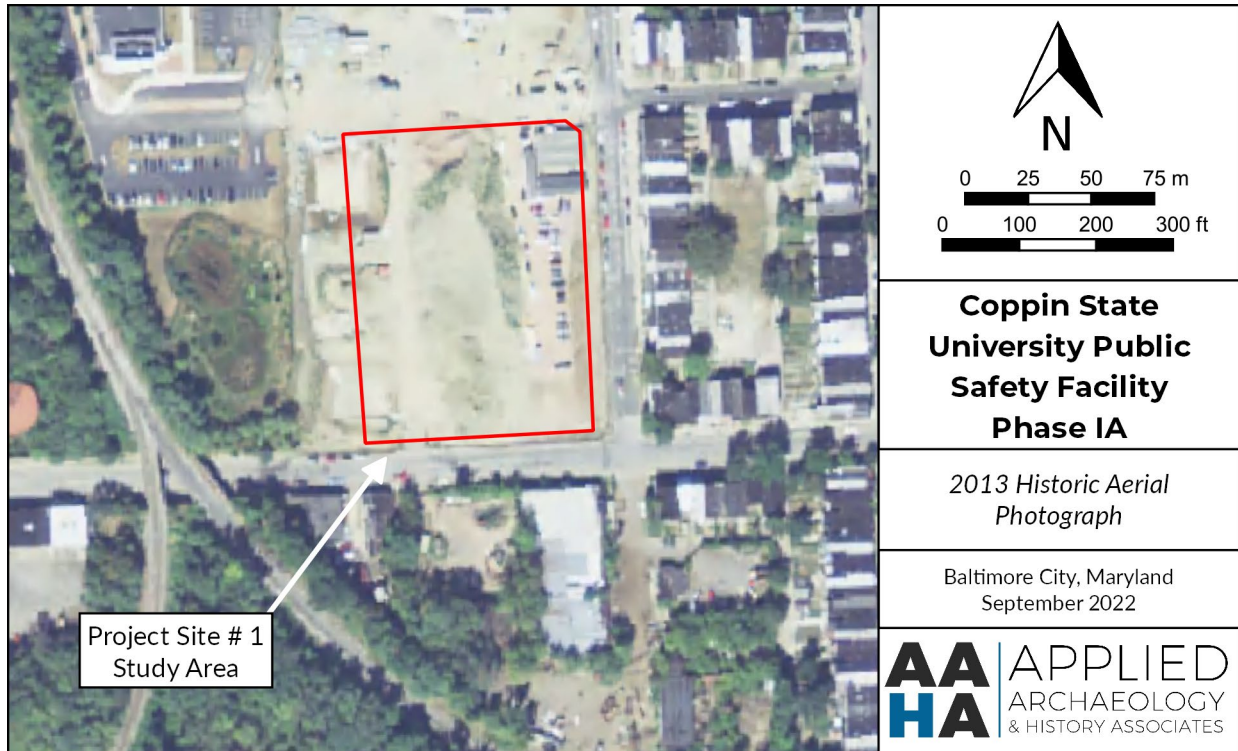 Project Site # 1
Study Area
N
0 25 50 75 m
0 100 200 300 ft
Coppin State
University Public
Safety Facility
Phase IA
2013 Historic Aerial
Photograph
Baltimore City, Maryland
September 2022
AA
HA
APPLIED
ARCHAEOLOGY
& HISTORY ASSOCIATES